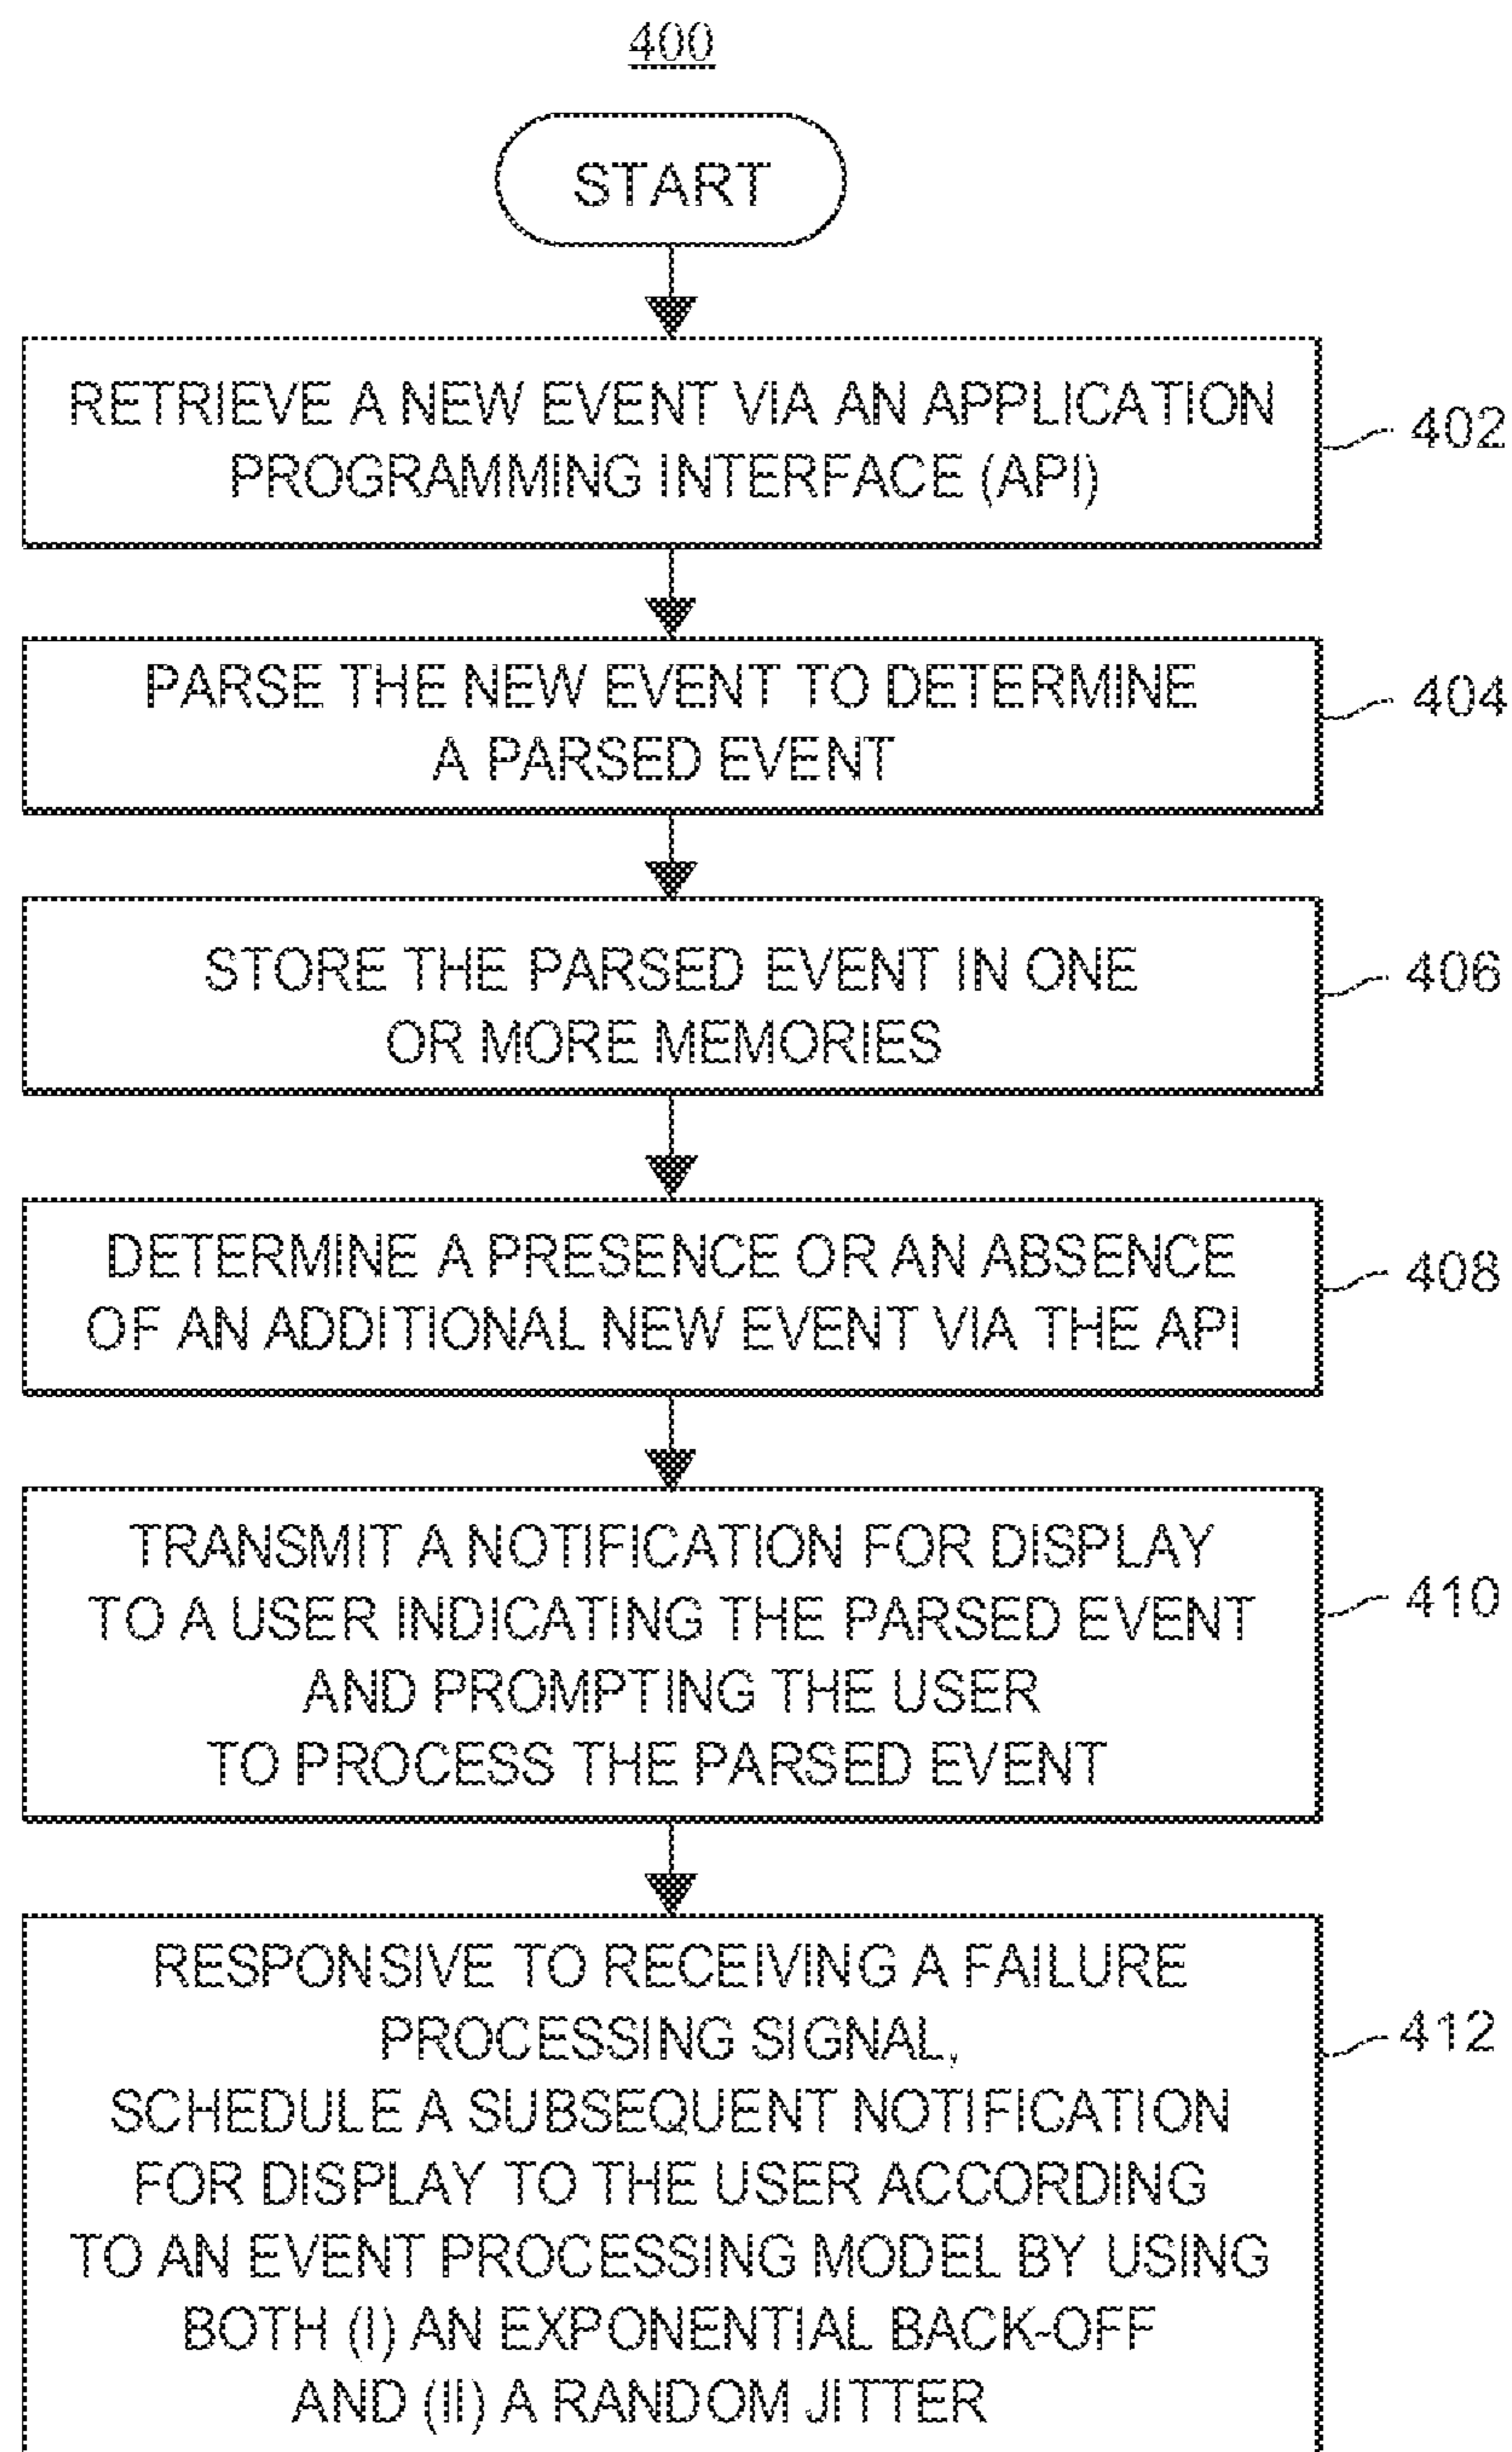 400
START
RETRIEVE A NEW EVENT VIA AN APPLICATION
PROGRAMMING INTERFACE (API)
402
PARSE THE NEW EVENT TO DETERMINE
A PARSED EVENT
404
STORE THE PARSED EVENT IN ONE
OR MORE MEMORIES
406
DETERMINE A PRESENCE OR AN ABSENCE
OF AN ADDITIONAL NEW EVENT VIA THE API
408
TRANSMIT A NOTIFICATION FOR DISPLAY
TO A USER INDICATING THE PARSED EVENT
AND PROMPTING THE USER
TO PROCESS THE PARSED EVENT
410
RESPONSIVE TO RECEIVING A FAILURE
PROCESSING SIGNAL,
SCHEDULE A SUBSEQUENT NOTIFICATION
FOR DISPLAY TO THE USER ACCORDING
TO AN EVENT PROCESSING MODEL BY USING
BOTH (I) AN EXPONENTIAL BACK-OFF
AND (II) A RANDOM JITTER
412